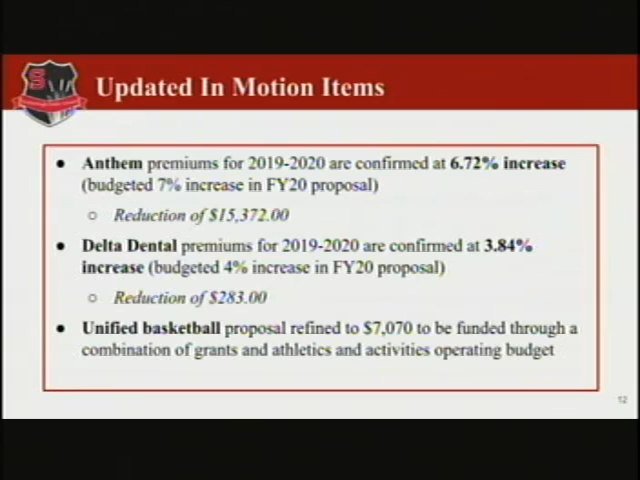 S
Updated In Motion Items
● Anthem premiums for 2019-2020 are confirmed at 6.72% increase
(budgeted 7% increase in FY20 proposal)
○ Reduction of $15,372.00
● Delta Dental premiums for 2019-2020 are confirmed at 3.84%
increase (budgeted 4% increase in FY20 proposal)
○ Reduction of $283.00
● Unified basketball proposal refined to $7,070 to be funded through a
combination of grants and athletics and activities operating budget
12